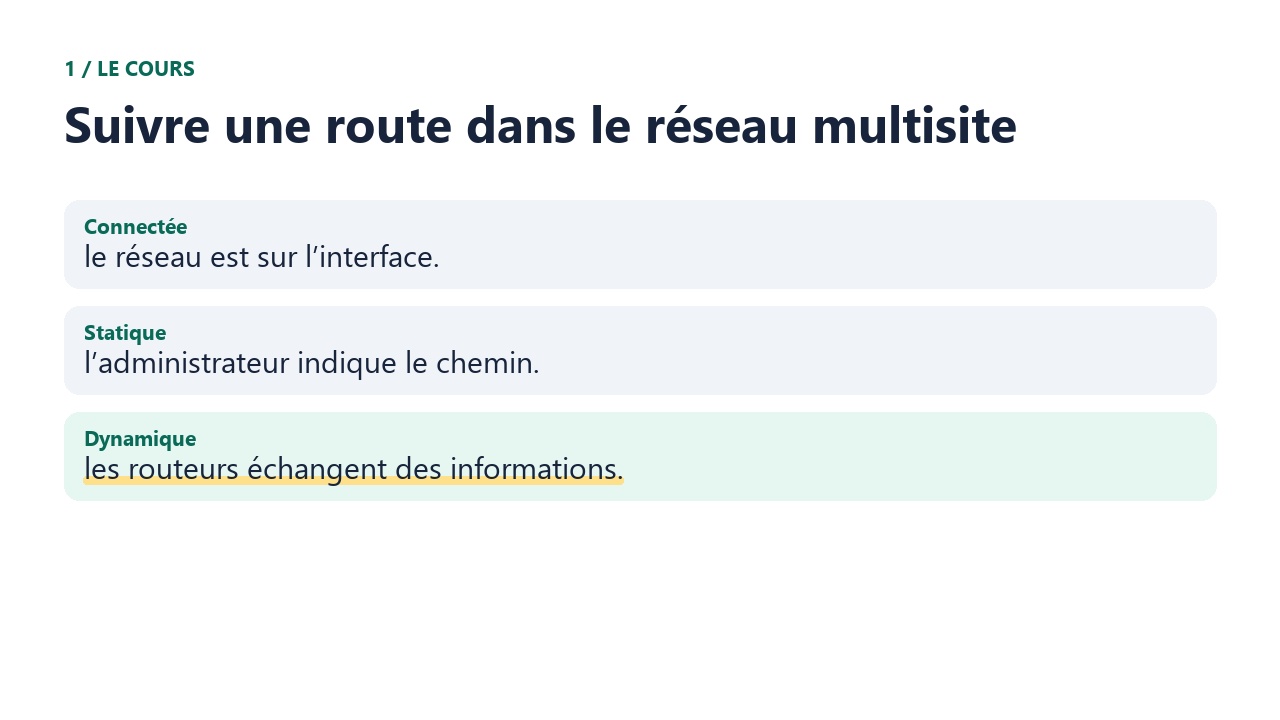 1 / LE COURS
Suivre une route dans le réseau multisite
Connectée
le réseau est sur l’interface.
Statique
l’administrateur indique le chemin.
Dynamique
les routeurs échangent des informations.